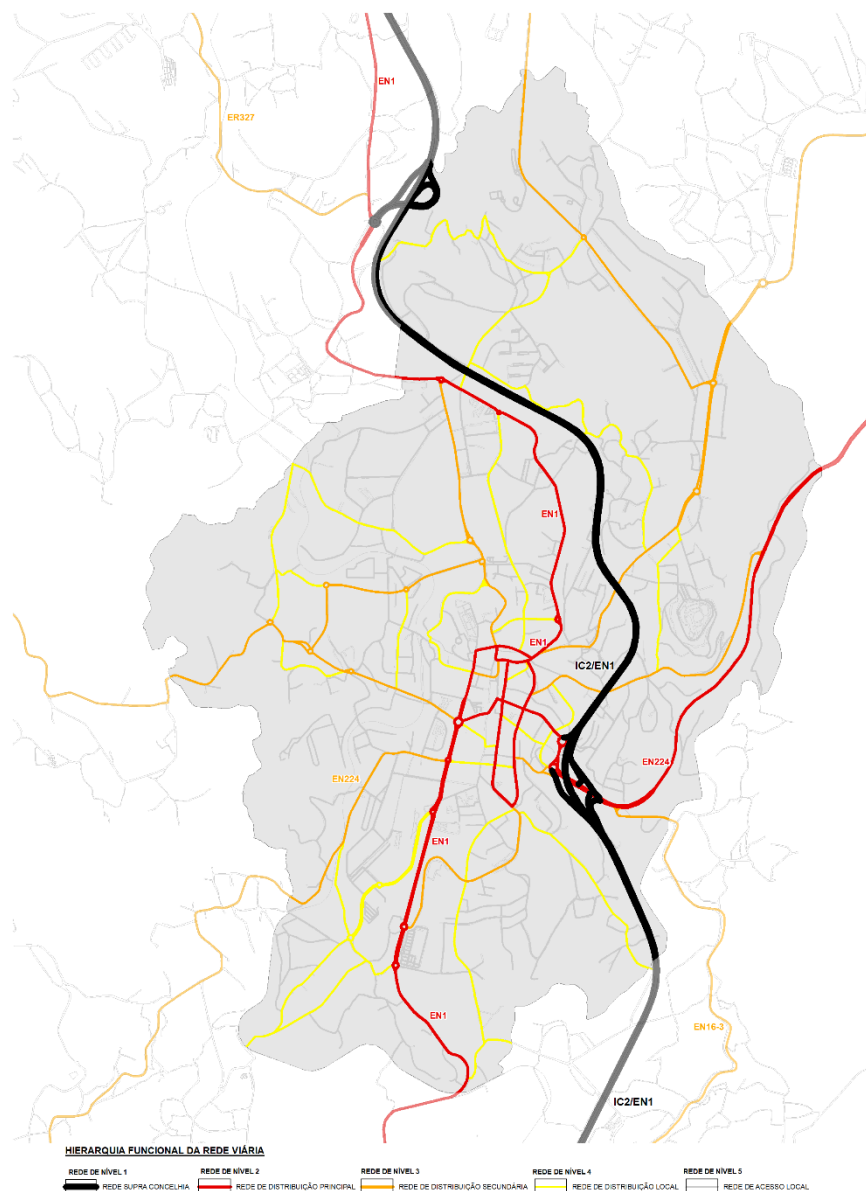 EN1
ER327
EN1
EN1
IC2/EN1
EN224
EN224
EN1
EN1
EN16-3
IC2/EN1
HIERARQUIA FUNCIONAL DA REDE VIÁRIA
REDE DE NÍVEL 1 REDE DE NÍVEL 2 REDE DE NÍVEL 3 REDE DE NÍVEL 4 REDE DE NÍVEL 5
REDE SUPRA CONCELHIA REDE DE DISTRIBUIÇÃO PRINCIPAL REDE DE DISTRIBUIÇÃO SECUNDÁRIA REDE DE DISTRIBUIÇÃO LOCAL REDE DE ACESSO LOCAL